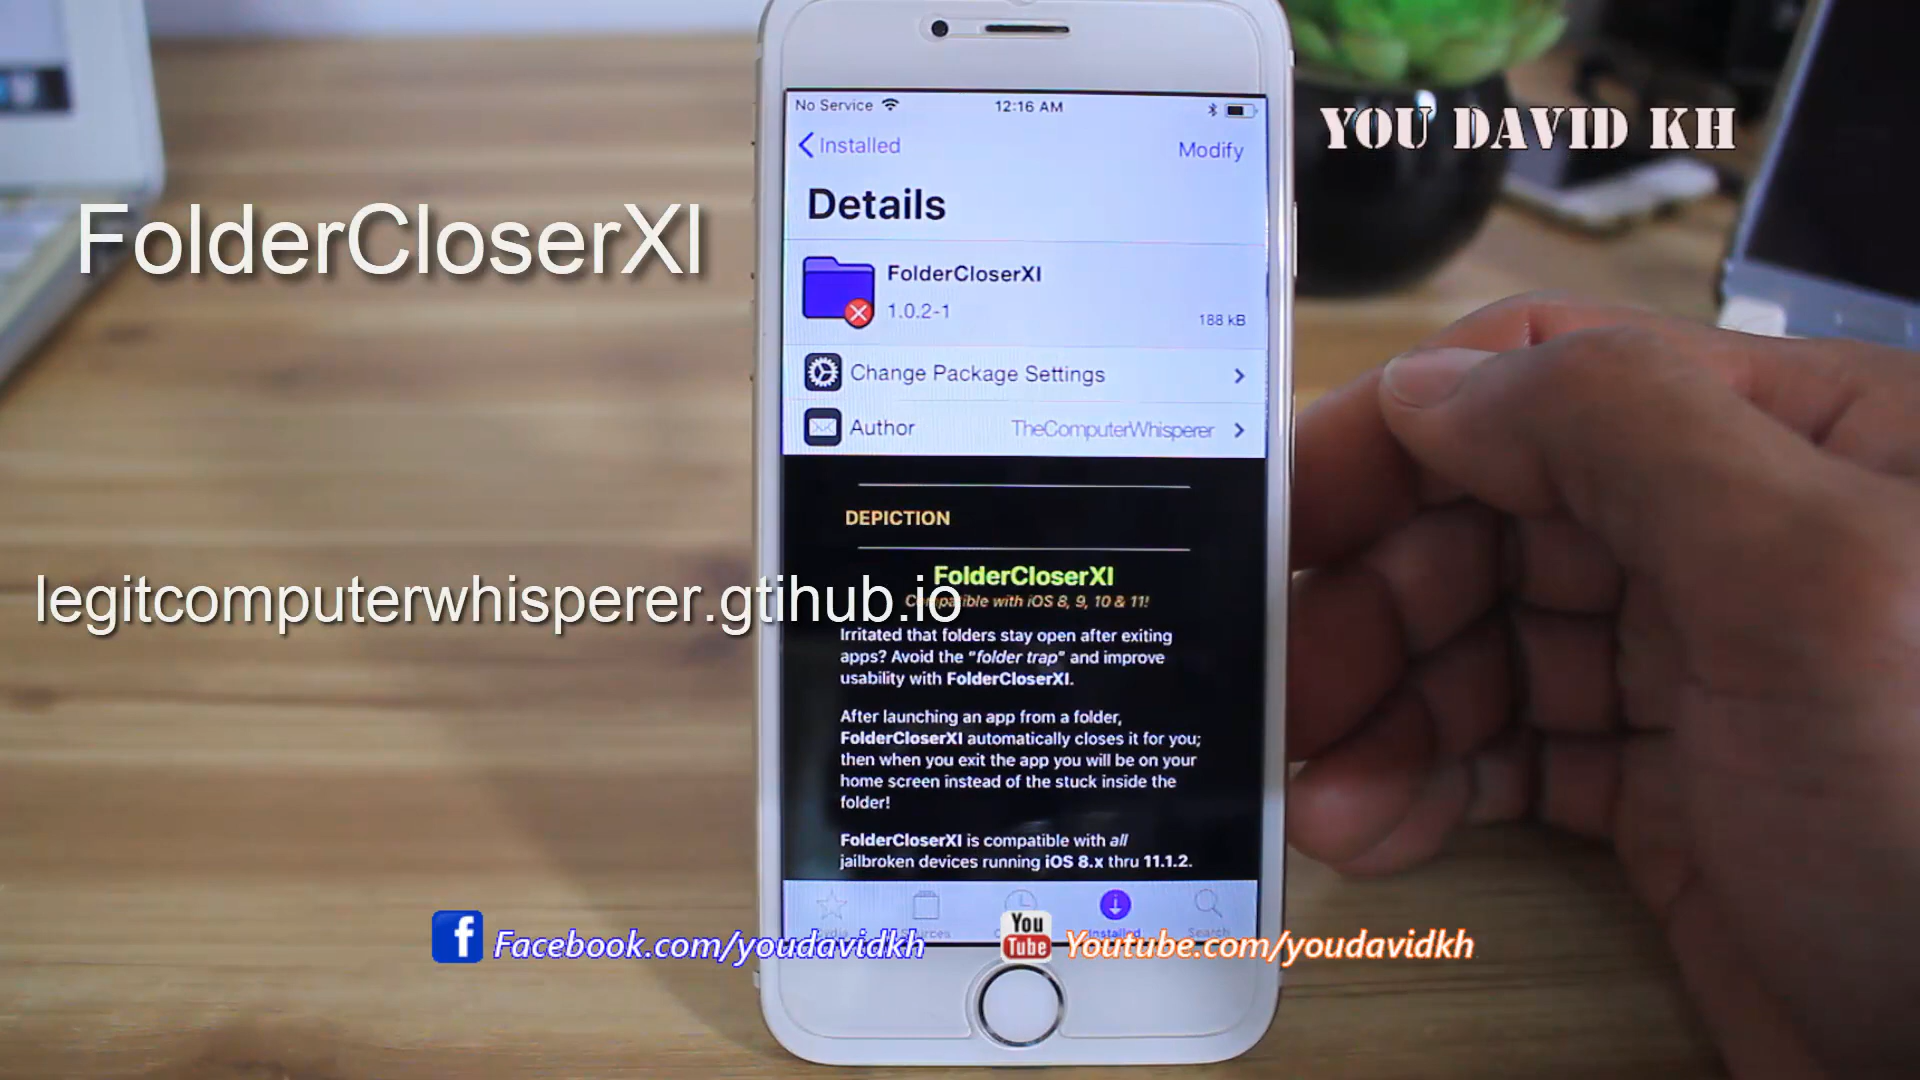 No Service 12:16 AM
Installed Modify
YOU DAVID KH
Details
FolderCloserXI
FolderCloserXI
1.0.2-1
188 kB
Change Package Settings
Author TheComputerWhisperer
DEPICTION
FolderCloserXI
legitcomputerwhisperer.gtihub.io
Compatible with iOS 8, 9, 10 & 11!
Irritated that folders stay open after exiting
apps? Avoid the "folder trap" and improve
usability with FolderCloserXI.
After launching an app from a folder,
FolderCloserXI automatically closes it for you;
then when you exit the app you will be on your
home screen instead of the stuck inside the
folder!
FolderCloserXI is compatible with all
jailbroken devices running iOS 8.x thru 11.1.2.
Installed Search
f Facebook.com/youdavidkh
You
Tube Youtube.com/youdavidkh